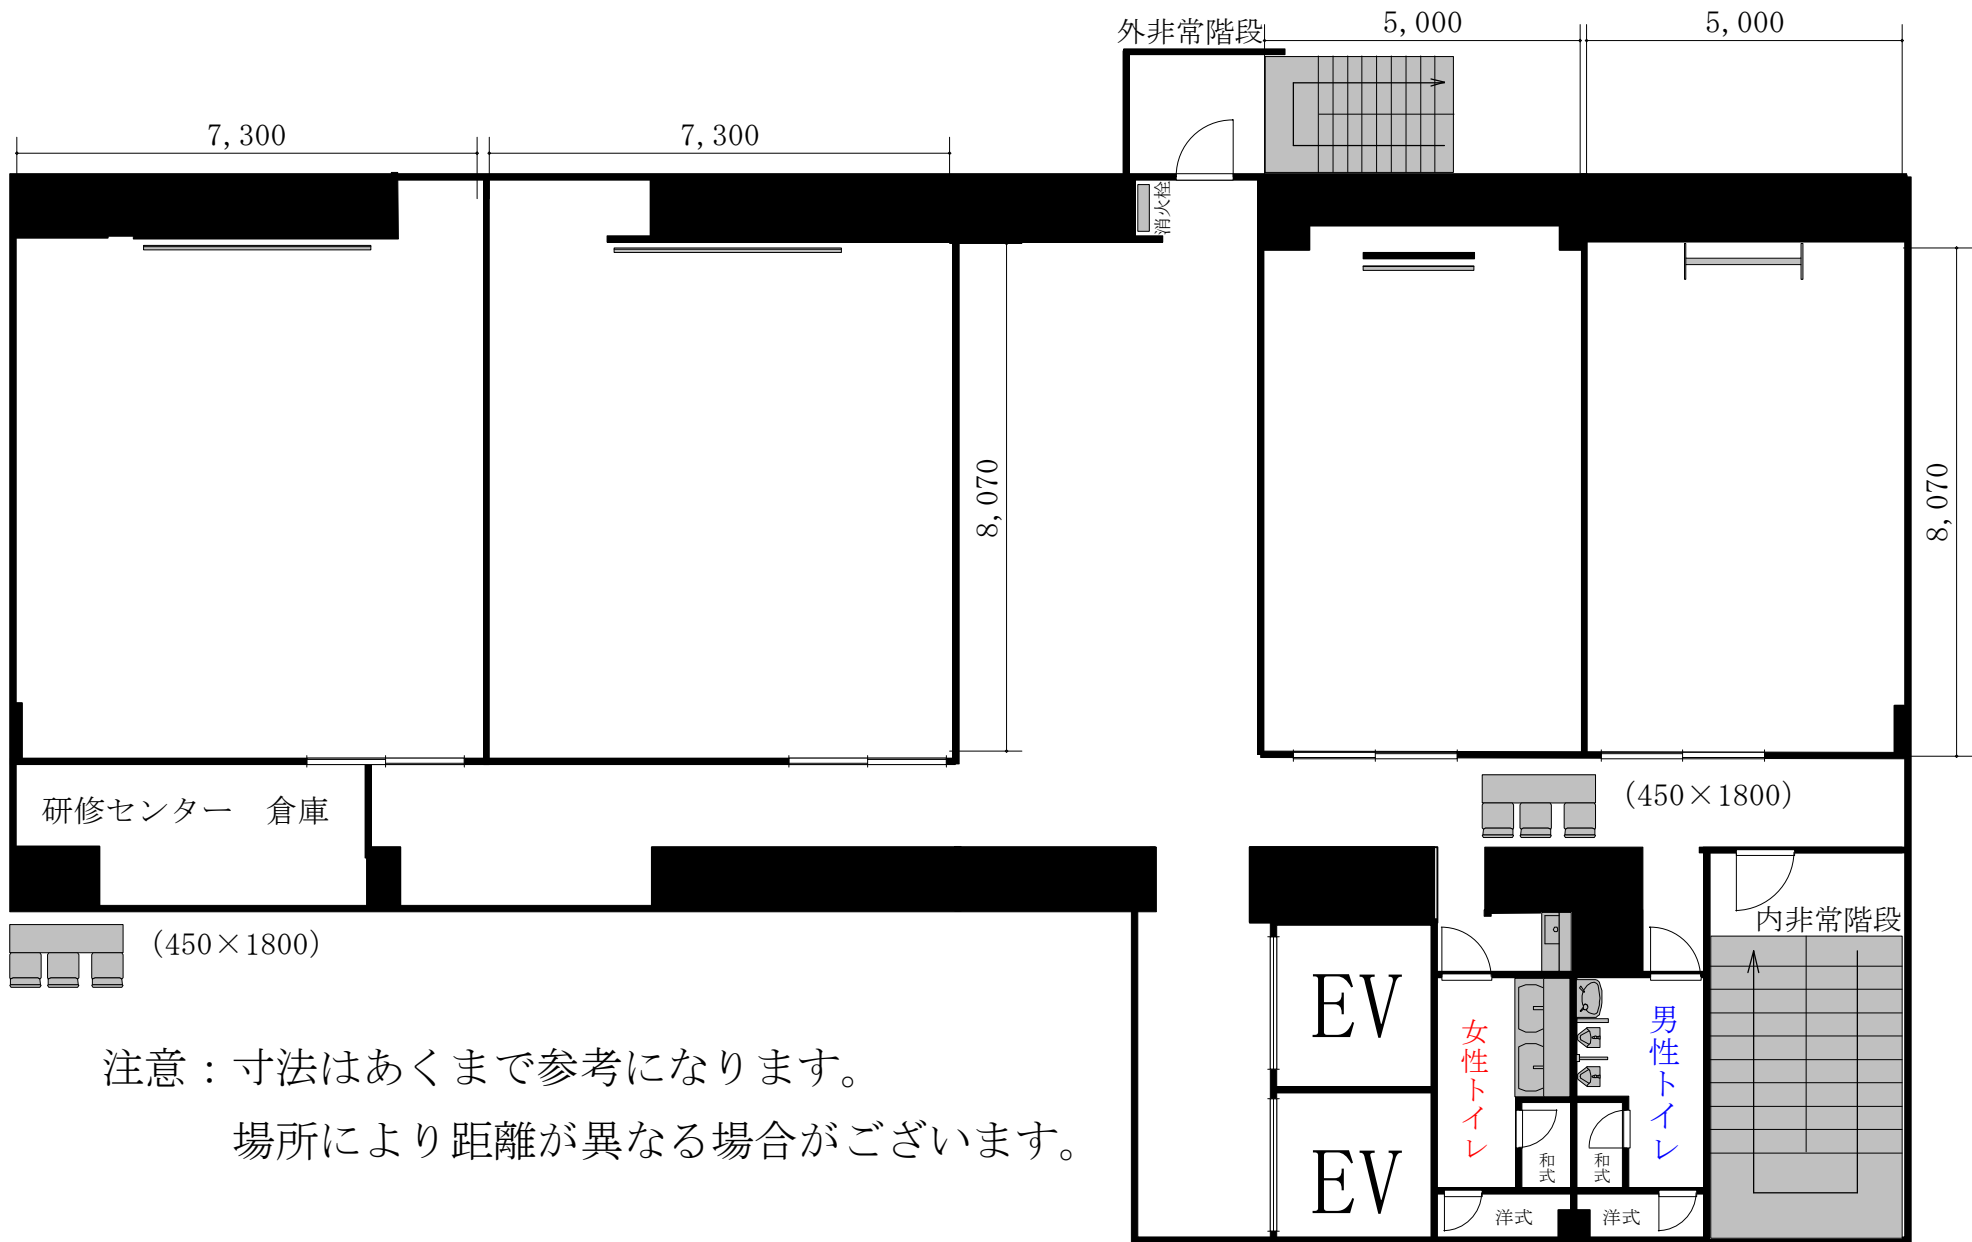 外非常階段
5,000
5,000
7,300
7,300
消火栓
8,070
8,070
研修センター　倉庫
(450×1800)
内非常階段
(450×1800)
EV
EV
女性トイレ
男性トイレ
注意：寸法はあくまで参考になります。
場所により距離が異なる場合がございます。
和式
和式
洋式
洋式